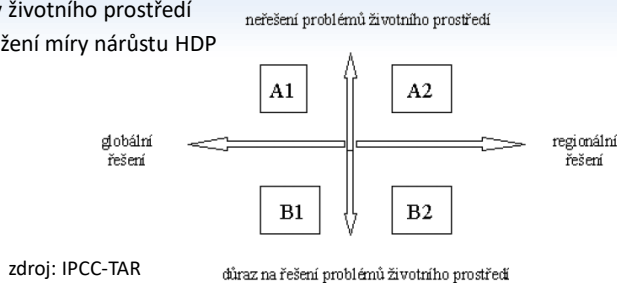 životního prostředí
žení míry nárůstu HDP
neřešení problémů životního prostředí
A1
A2
globální
řešení
regionální
řešení
B1
B2
zdroj: IPCC-TAR
důraz na řešení problémů životního prostředí